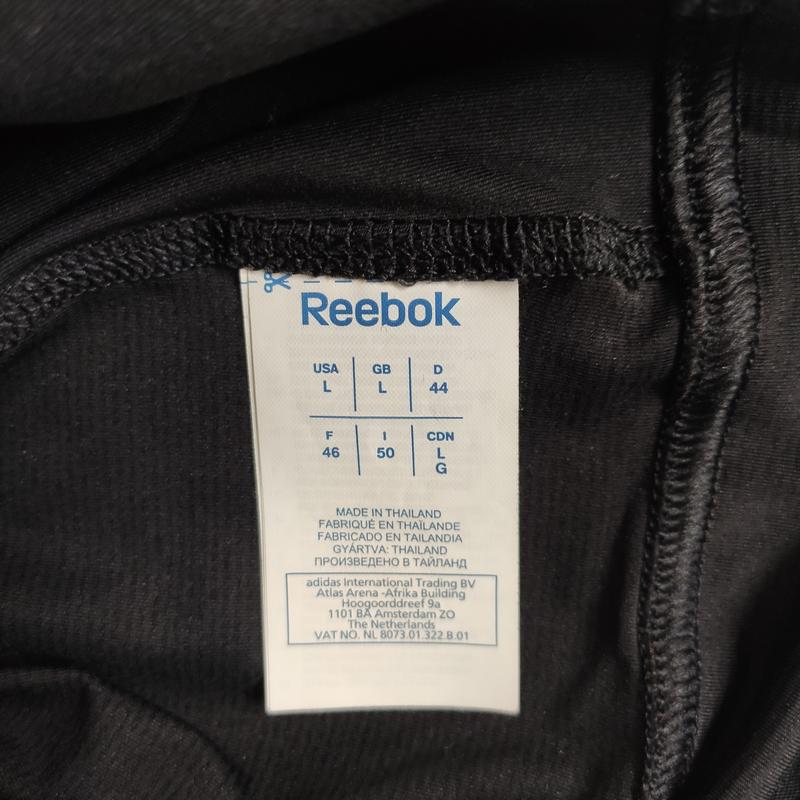 Reebok
USA GB D
L L 44
F I CDN
46 50 L
G
MADE IN THAILAND
FABRIQUÉ EN THAÏLANDE
FABRICADO EN TAILANDIA
GYÁRTVA: THAILAND
ПРОИЗВЕДЕНО В ТАЙЛАНД
adidas International Trading BV
Atlas Arena -Afrika Building
Hoogoorddreef 9a
1101 BA Amsterdam ZO
The Netherlands
VAT NO. NL 8073.01.322.B.01